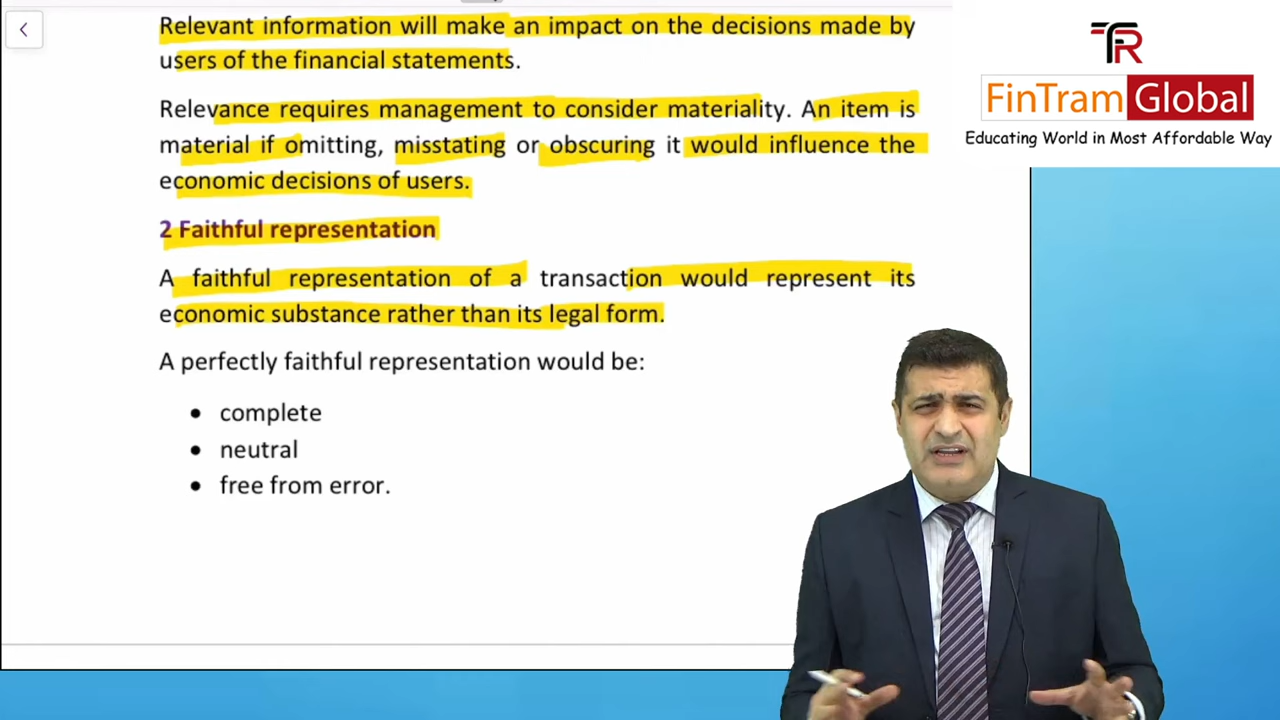 Relevant information will make an impact on the decisions made by
users of the financial statements.
Relevance requires management to consider materiality. An item is
material if omitting, misstating or obscuring it would influence the
economic decisions of users.
2 Faithful representation
A faithful representation of a transaction would represent its
economic substance rather than its legal form.
A perfectly faithful representation would be:
• complete
• neutral
• free from error.
TR
FinTram Global
Educating World in Most Affordable Way